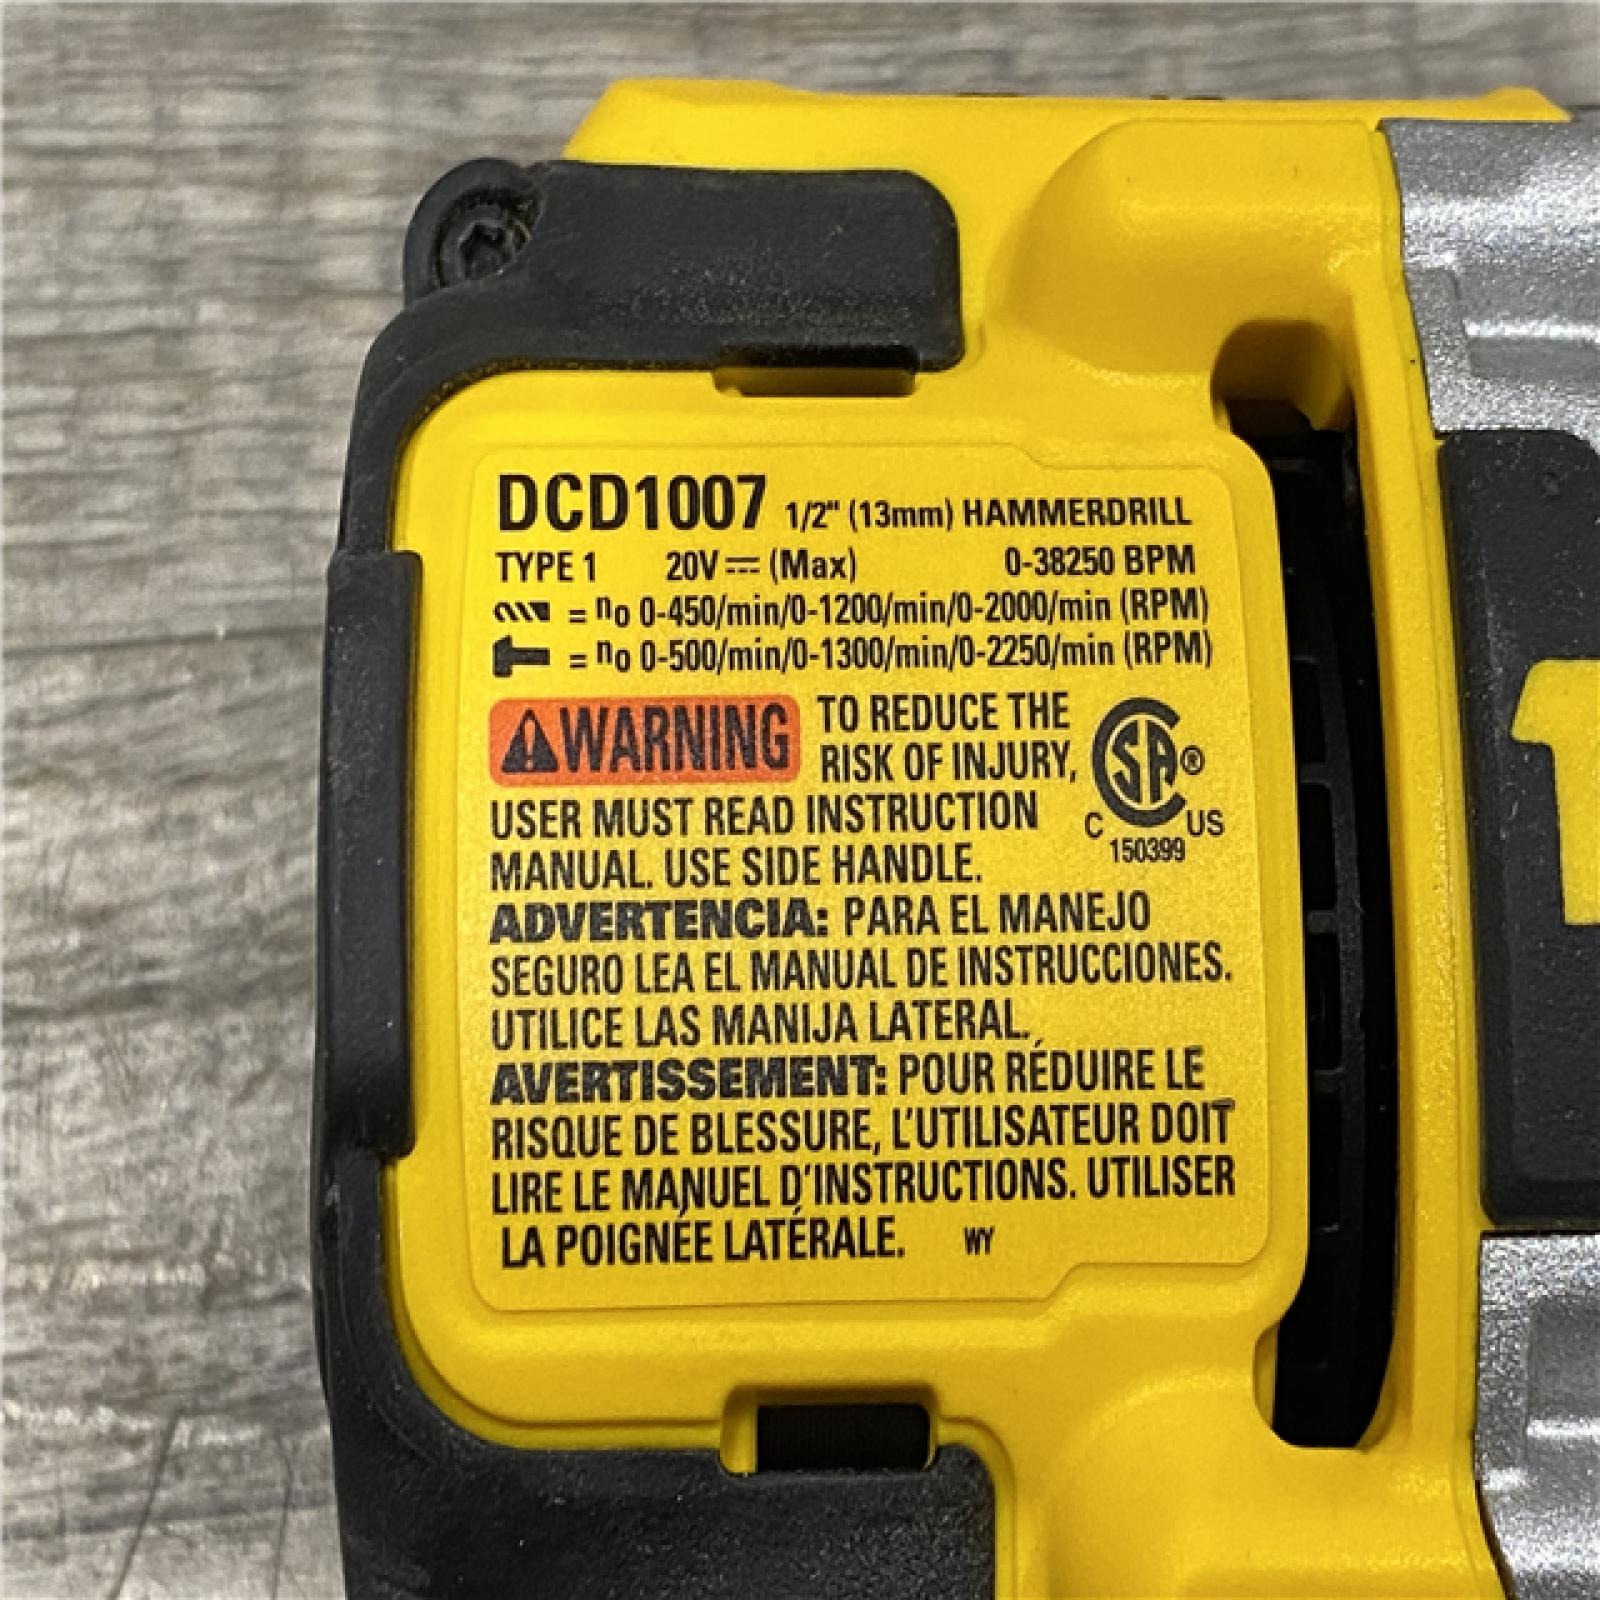 DCD1007 1/2" (13mm) HAMMERDRILL
TYPE 1 20V ⎓ (Max) 0-38250 BPM
= no 0-450/min/0-1200/min/0-2000/min (RPM)
= no 0-500/min/0-1300/min/0-2250/min (RPM)
WARNING TO REDUCE THE
RISK OF INJURY,
USER MUST READ INSTRUCTION
MANUAL. USE SIDE HANDLE.
CSA®
C US
150399
ADVERTENCIA: PARA EL MANEJO
SEGURO LEA EL MANUAL DE INSTRUCCIONES.
UTILICE LAS MANIJA LATERAL.
AVERTISSEMENT: POUR RÉDUIRE LE
RISQUE DE BLESSURE, L'UTILISATEUR DOIT
LIRE LE MANUEL D'INSTRUCTIONS. UTILISER
LA POIGNÉE LATÉRALE. WY